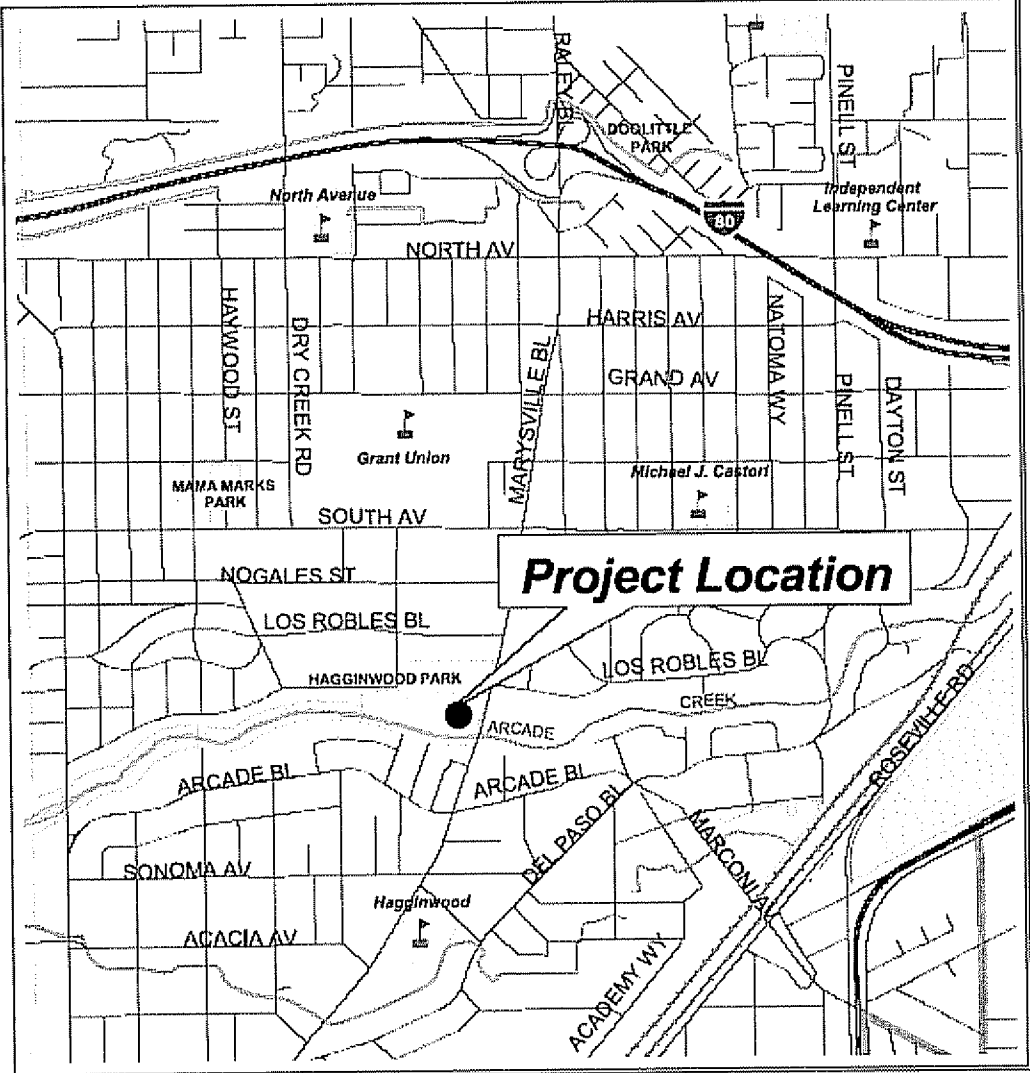 RALEY BL
PINELL ST
DOOLITTLE
PARK
North Avenue
Independent
Learning Center
80
NORTH AV
HAYWOOD ST
DRY CREEK RD
HARRIS AV
NATOMA WY
MARYSVILLE BL
GRAND AV
PINELL ST
DAYTON ST
Grant Union
Michael J. Castori
MAMA MARKS
PARK
SOUTH AV
Project Location
NOGALES ST
LOS ROBLES BL
LOS ROBLES BL
HAGGINWOOD PARK
CREEK
ARCADE
ROSEVILLE RD
ARCADE BL
ARCADE BL
DEL PASO BL
MARCONI A
SONOMA AV
Hagginwood
ACACIA AV
ACADEMY WY